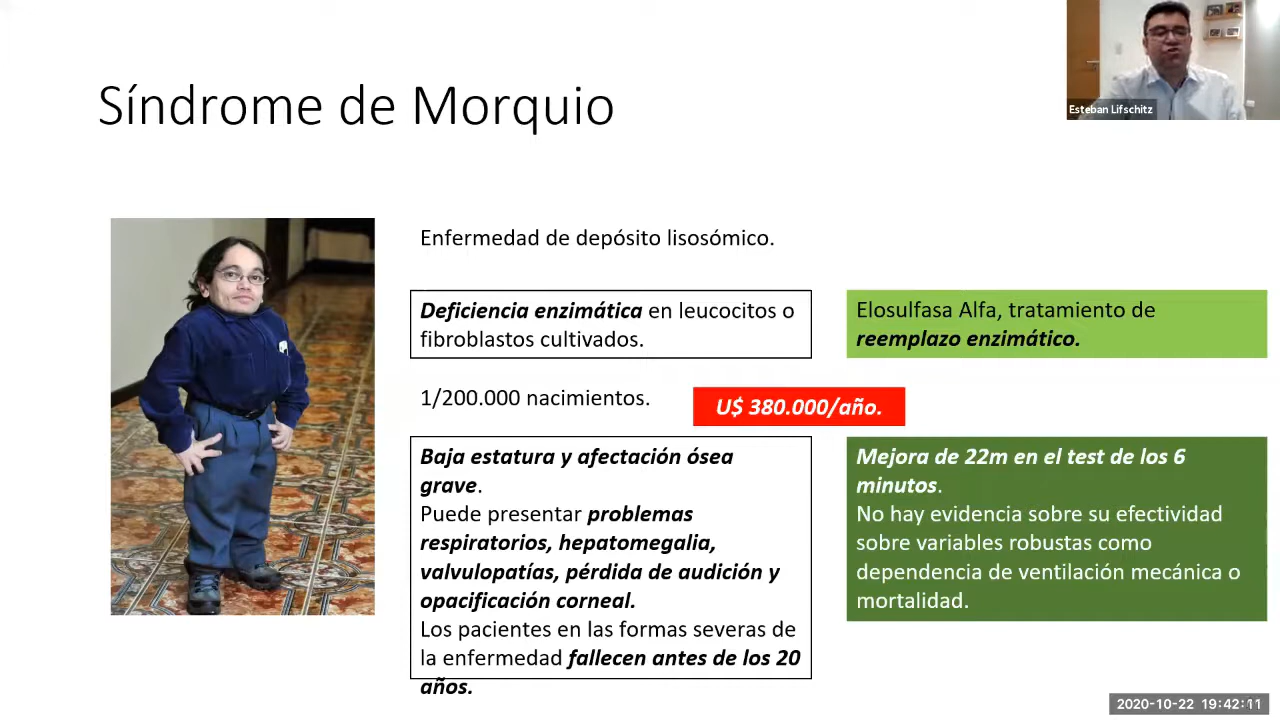 Síndrome de Morquio
Esteban Lifschitz
Enfermedad de depósito lisosómico.
Deficiencia enzimática en leucocitos o
fibroblastos cultivados.
Elosulfasa Alfa, tratamiento de
reemplazo enzimático.
1/200.000 nacimientos.
U$ 380.000/año.
Baja estatura y afectación ósea
grave.
Puede presentar problemas
respiratorios, hepatomegalia,
valvulopatías, pérdida de audición y
opacificación corneal.
Los pacientes en las formas severas de
la enfermedad fallecen antes de los 20
años.
Mejora de 22m en el test de los 6
minutos.
No hay evidencia sobre su efectividad
sobre variables robustas como
dependencia de ventilación mecánica o
mortalidad.
2020-10-22 19:42:11